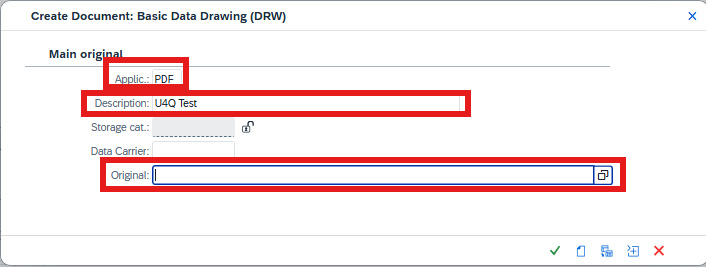 Create Document: Basic Data Drawing (DRW)
Main original
Applic.: PDF
Description: U4Q Test
Storage cat.:
Data Carrier:
Original: